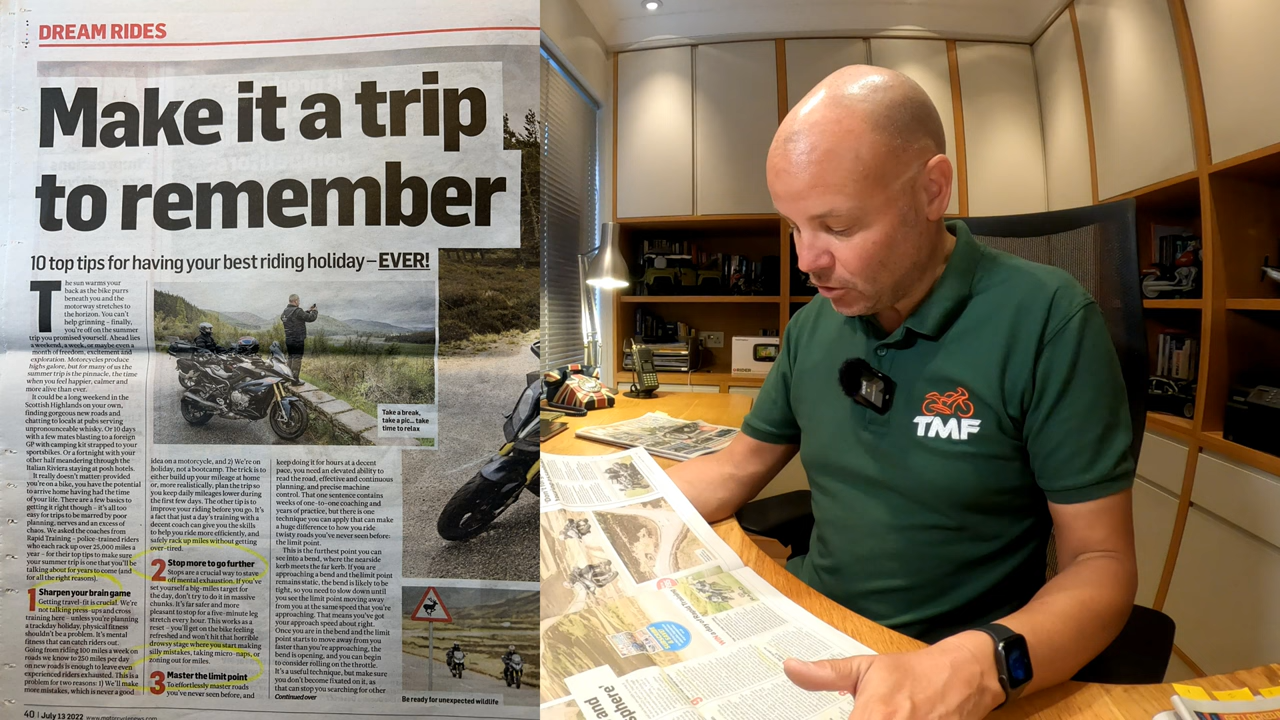 DREAM RIDES
Make it a trip
to remember
10 top tips for having your best riding holiday – EVER!
The sun warms your
back as the bike purrs
beneath you and the
motorway stretches to
the horizon. You can't
help grinning – finally,
you're off on the summer
trip you promised yourself. Ahead lies
a weekend, a week, or maybe even a
month of freedom, excitement and
exploration. Motorcycles produce
highs galore, but for many of us the
summer trip is the pinnacle, the time
when you feel happier, calmer and
more alive than ever.
It could be a long weekend in the
Scottish Highlands on your own,
finding gorgeous new roads and
chatting to locals at pubs serving
unpronounceable whisky. Or 10 days
with a few mates blasting to a foreign
GP with camping kit strapped to your
sportsbikes. Or a fortnight with your
other half meandering through the
Italian Riviera staying at posh hotels.
It really doesn't matter: provided
you're on a bike, you have the potential
to arrive home having had the time
of your life. There are a few basics to
getting it right though – it's all too
easy for trips to be marred by poor
planning, nerves and an excess of
chaos. We asked the coaches from
Rapid Training – police-trained riders
who each rack up over 25,000 miles a
year – for their top tips to make sure
your summer trip is one that you'll be
talking about for years to come (and
for all the right reasons).
1 Sharpen your brain game
Getting travel-fit is crucial. We're
not talking press-ups and cross
training here – unless you're planning
a trackday holiday, physical fitness
shouldn't be a problem. It's mental
fitness that can catch riders out.
Going from riding 100 miles a week on
roads we know to 250 miles per day
on new roads is enough to leave even
experienced riders exhausted. This is a
problem for two reasons: 1) We'll make
more mistakes, which is never a good
Take a break,
take a pic... take
time to relax
idea on a motorcycle, and 2) We're on
holiday, not a bootcamp. The trick is to
either build up your mileage at home
or, more realistically, plan the trip so
you keep daily mileages lower during
the first few days. The other tip is to
improve your riding before you go. It's a
fact that just a day's training with a
decent coach can give you the skills
to help you ride more efficiently, and
safely rack up miles without getting
over-tired.
2 Stop more to go further
Stops are a crucial way to stave
off mental exhaustion. If you've
set yourself a big-miles target for
the day, don't try to do it in massive
chunks. It's far safer and more
pleasant to stop for a five-minute leg
stretch every hour. This works as a
reset – you'll get on the bike feeling
refreshed and won't hit that horrible
drowsy stage where you start making
silly mistakes, taking micro-naps, or
zoning out for miles.
3 Master the limit point
To effortlessly master roads
you've never seen before, and
keep doing it for hours at a decent
pace, you need an elevated ability to
read the road, effective and continuous
planning, and precise machine
control. That one sentence contains
weeks of one-to-one coaching and
years of practice, but there is one
technique you can apply that can make
a huge difference to how you ride
twisty roads you've never seen before:
the limit point.
This is the furthest point you can
see into a bend, where the nearside
kerb meets the far kerb. If you are
approaching a bend and the limit point
remains static, the bend is likely to be
tight, so you need to slow down until
you see the limit point moving away
from you at the same speed that you're
approaching. That means you've got
your approach speed about right.
Once you are in the bend and the limit
point starts to move away from you
faster than you're approaching, the
bend is opening, and you can begin
to consider rolling on the throttle.
It's a useful technique, but make sure
you don't become fixated on it, as
that can stop you searching for other
Continued over
Be ready for unexpected wildlife
40 | July 13 2022 www.motorcyclenews.com
TMF